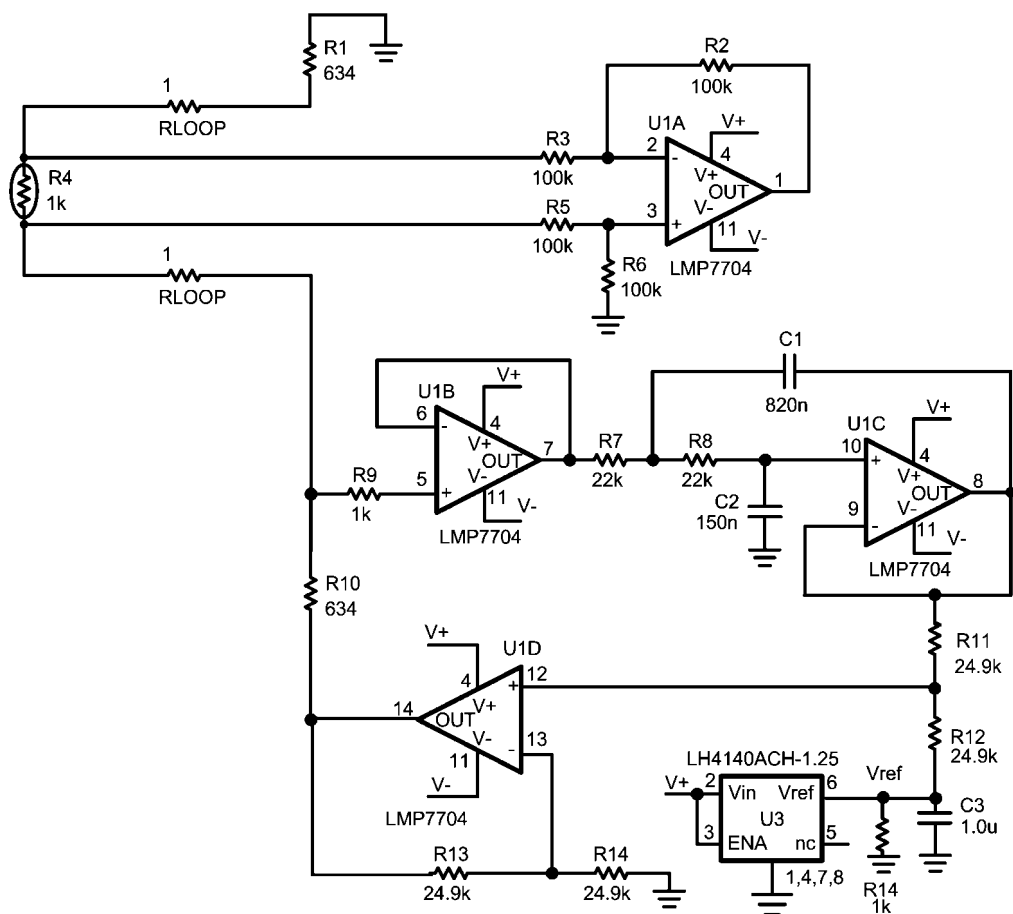 R1
634
1
RLOOP
R4
1k
1
RLOOP
R2
100k
U1A
V+
R3
100k
2
-
4
V+
OUT
1
V-
R5
100k
3
+
11
V-
LMP7704
R6
100k
C1
820n
U1B
V+
6
-
4
V+
OUT
7
V-
R9
1k
5
+
11
V-
LMP7704
R7
22k
R8
22k
C2
150n
U1C
V+
10
+
4
V+
OUT
8
V-
9
-
11
V-
LMP7704
R10
634
R11
24.9k
V+
U1D
4
+
12
14
OUT
V+
V-
-
13
11
V-
LMP7704
R12
24.9k
LH4140ACH-1.25
V+
2
Vin
Vref
6
Vref
U3
3
ENA
nc
5
C3
1.0u
1,4,7,8
R14
1k
R13
24.9k
R14
24.9k